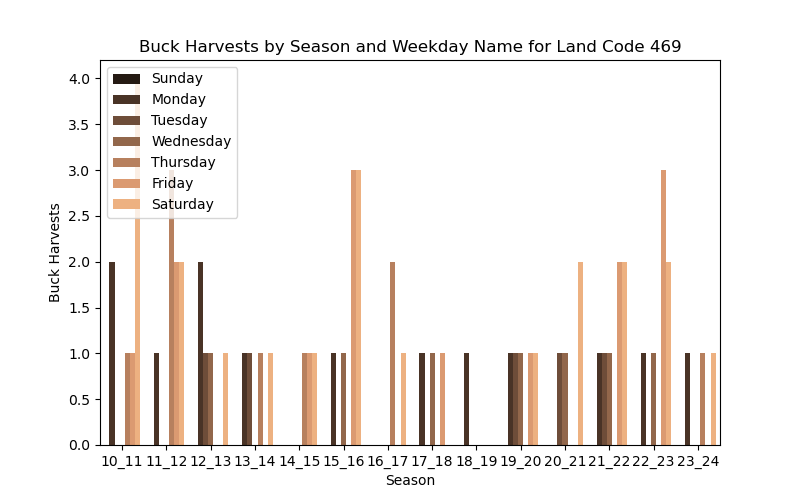 Buck Harvests by Season and Weekday Name for Land Code 469
Buck Harvests
4.0
3.5
3.0
2.5
2.0
1.5
1.0
0.5
0.0
Sunday
Monday
Tuesday
Wednesday
Thursday
Friday
Saturday
10_11 11_12 12_13 13_14 14_15 15_16 16_17 17_18 18_19 19_20 20_21 21_22 22_23 23_24
Season